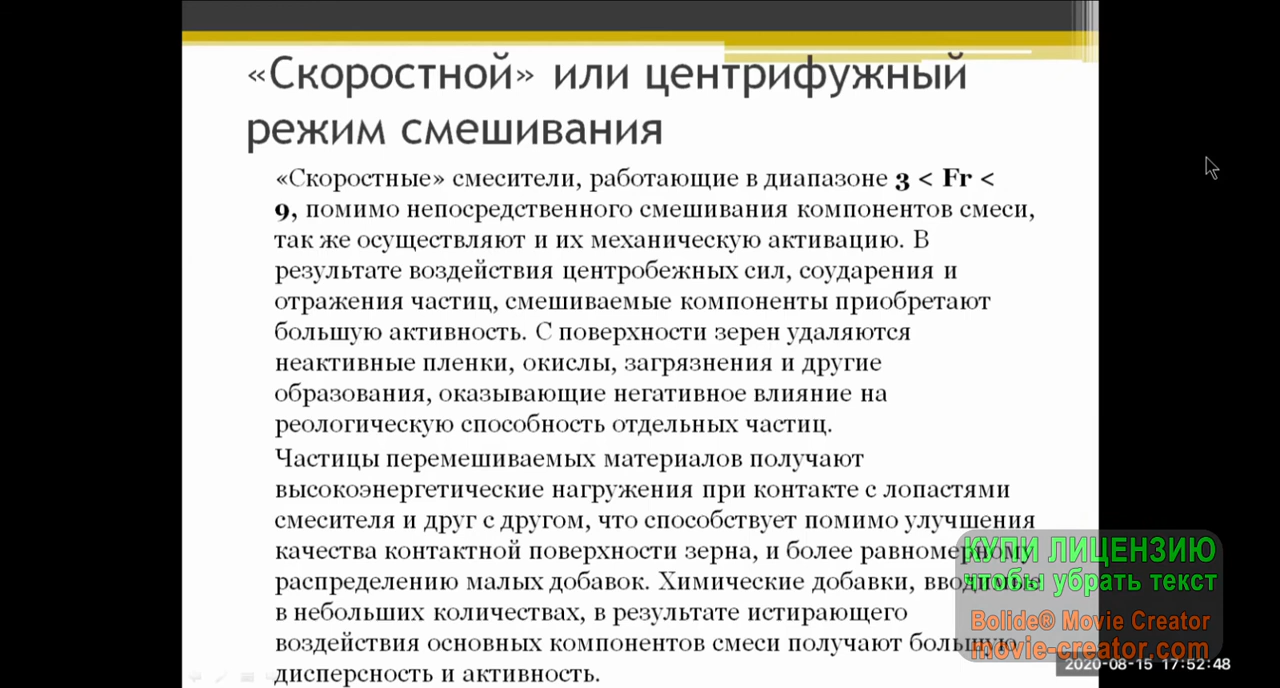 «Скоростной» или центрифужный
режим смешивания
«Скоростные» смесители, работающие в диапазоне 3 < Fr <
9, помимо непосредственного смешивания компонентов смеси,
так же осуществляют и их механическую активацию. В
результате воздействия центробежных сил, соударения и
отражения частиц, смешиваемые компоненты приобретают
большую активность. С поверхности зерен удаляются
неактивные пленки, окислы, загрязнения и другие
образования, оказывающие негативное влияние на
реологическую способность отдельных частиц.
Частицы перемешиваемых материалов получают
высокоэнергетические нагружения при контакте с лопастями
смесителя и друг с другом, что способствует помимо улучшения
качества контактной поверхности зерна, и более равномерному
распределению малых добавок. Химические добавки, вводимые
в небольших количествах, в результате истирающего
воздействия основных компонентов смеси получают большую
дисперсность и активность.
КУПИ ЛИЦЕНЗИЮ
чтобы убрать текст
Bolide® Movie Creator
movie-creator.com
2020-08-15 17:52:48